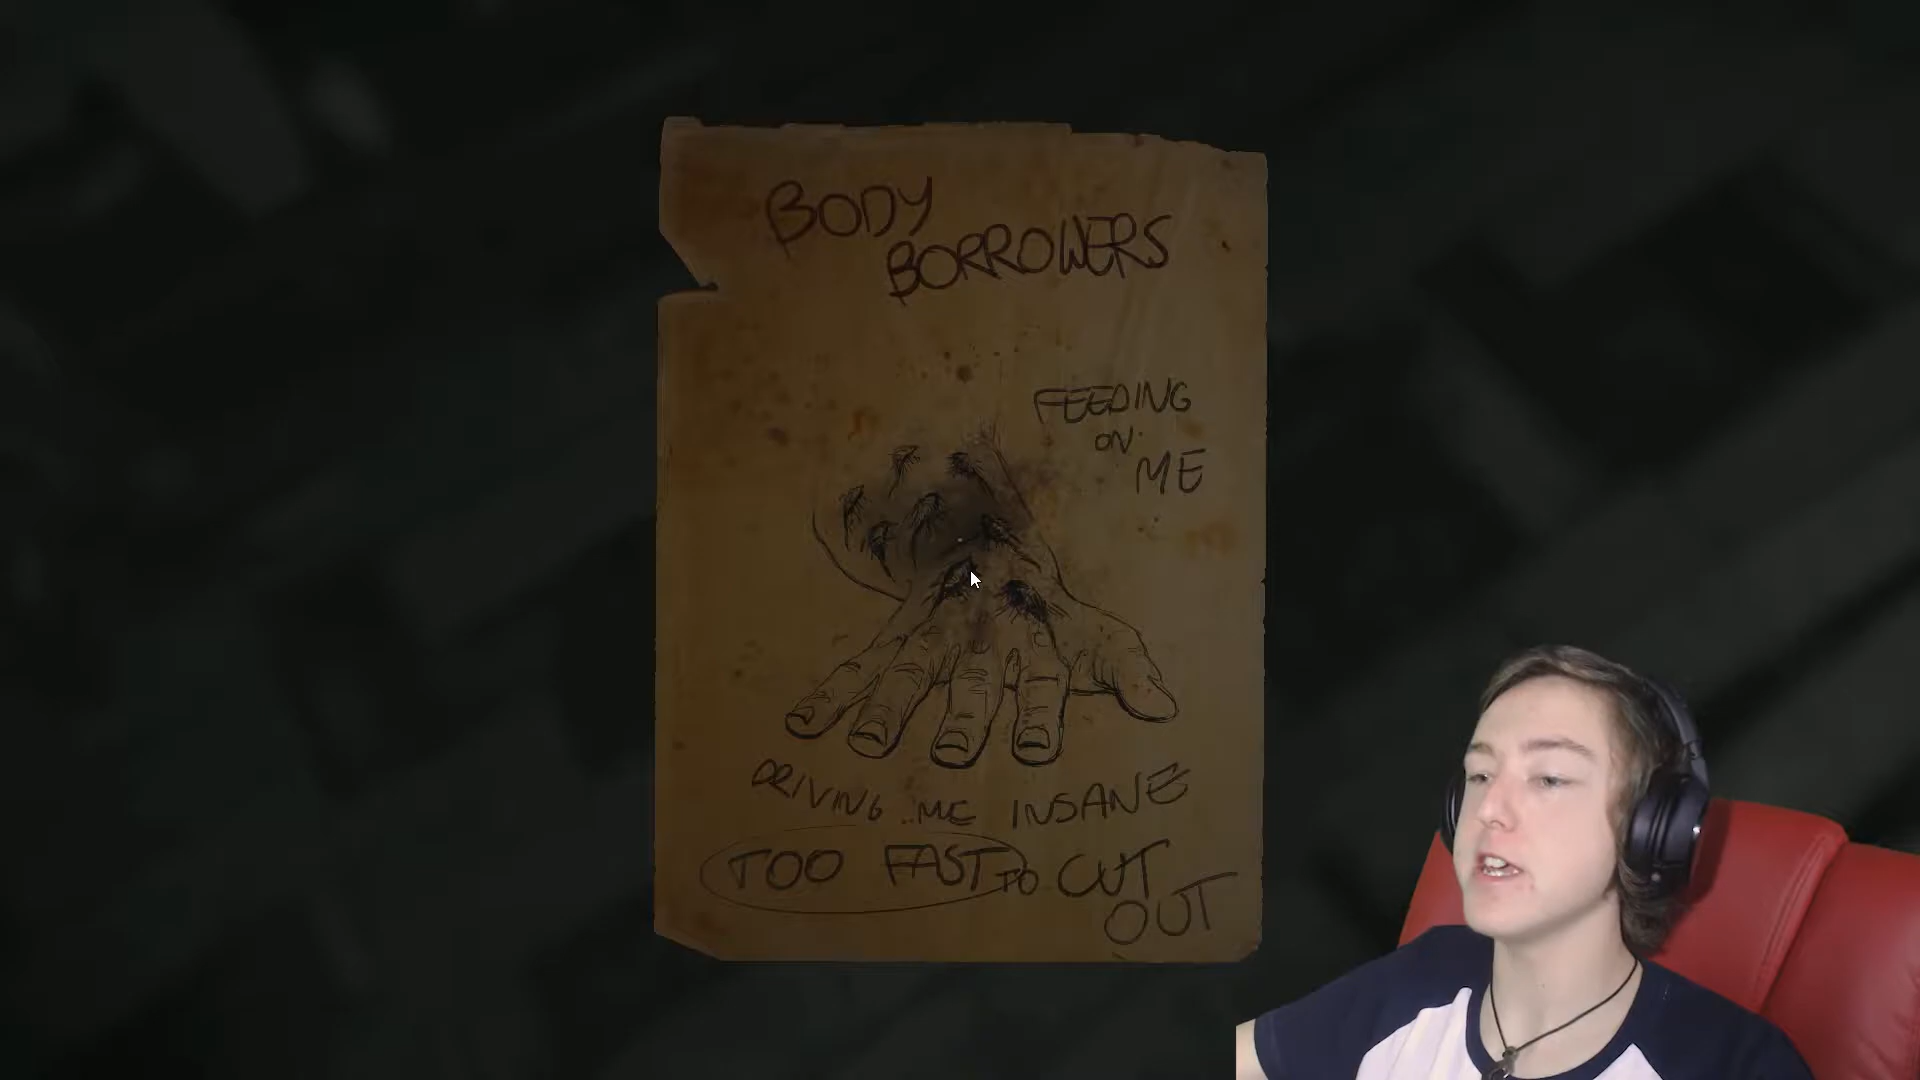 BODY
BORROWERS
FEEDING
ON
ME
DRIVING ME INSANE
TOO FAST TO CUT
OUT